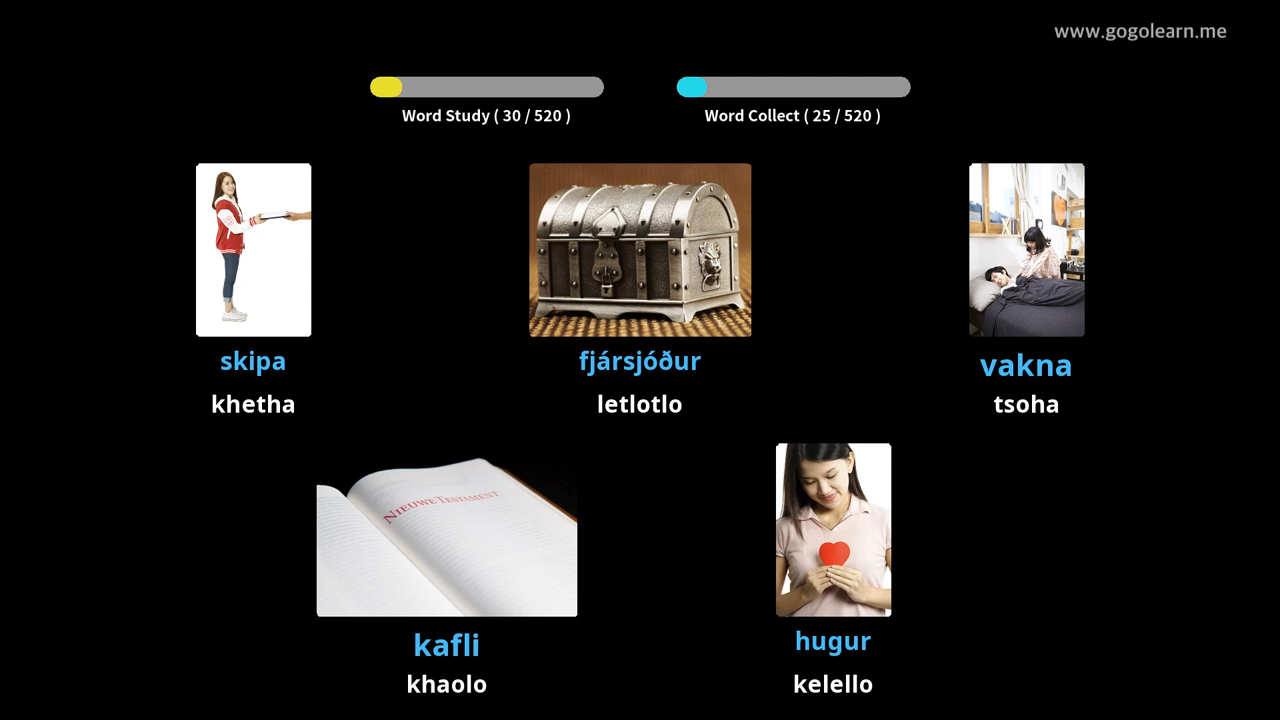 www.gogolearn.me
Word Study ( 30 / 520 )
Word Collect ( 25 / 520 )
skipa
khetha
fjársjóður
letlotlo
vakna
tsoha
NIEUWE TESTAMENT
kafli
khaolo
hugur
kelello